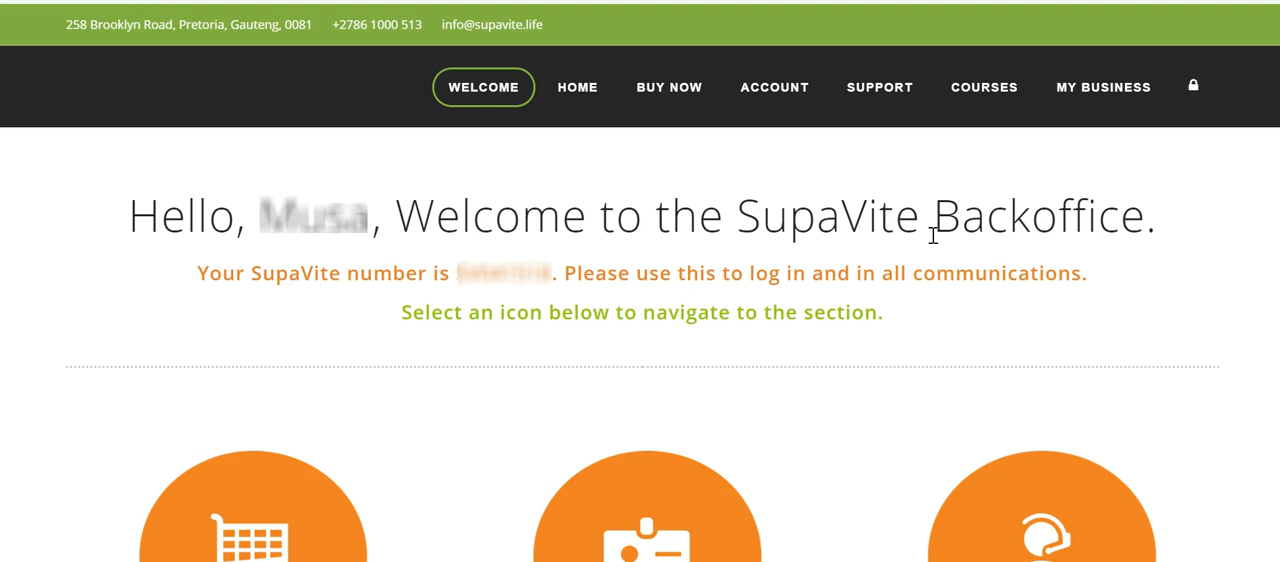 258 Brooklyn Road, Pretoria, Gauteng, 0081 +2786 1000 513 info@supavite.life
WELCOME HOME BUY NOW ACCOUNT SUPPORT COURSES MY BUSINESS
Hello, , Welcome to the SupaVite Backoffice.
Your SupaVite number is . Please use this to log in and in all communications.
Select an icon below to navigate to the section.